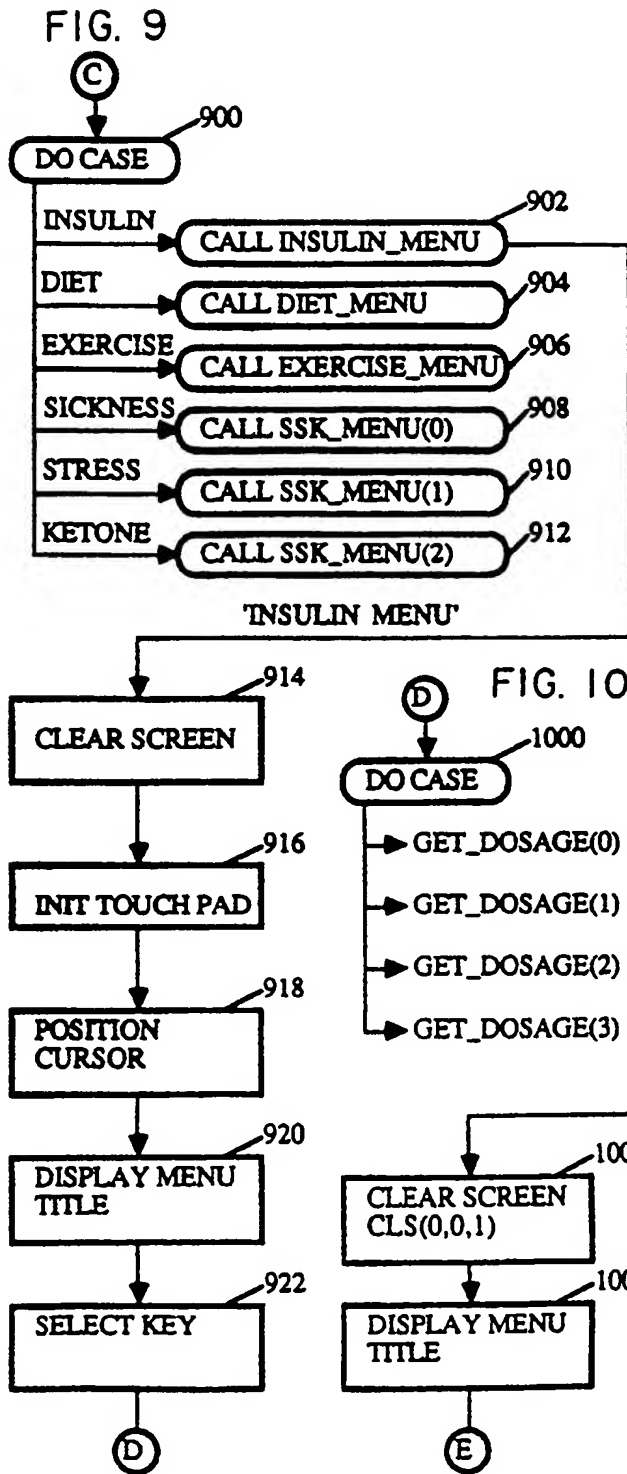 FIG. 9
C
900
DO CASE
INSULIN
902
CALL INSULIN_MENU
DIET
904
CALL DIET_MENU
EXERCISE
906
CALL EXERCISE_MENU
SICKNESS
908
CALL SSK_MENU(0)
STRESS
910
CALL SSK_MENU(1)
KETONE
912
CALL SSK_MENU(2)
'INSULIN MENU'
914
CLEAR SCREEN
916
INIT TOUCH PAD
918
POSITION
CURSOR
920
DISPLAY MENU
TITLE
922
SELECT KEY
D
FIG. 10
D
1000
DO CASE
GET_DOSAGE(0)
GET_DOSAGE(1)
GET_DOSAGE(2)
GET_DOSAGE(3)
CLEAR SCREEN
CLS(0,0,1)
DISPLAY MENU
TITLE
E